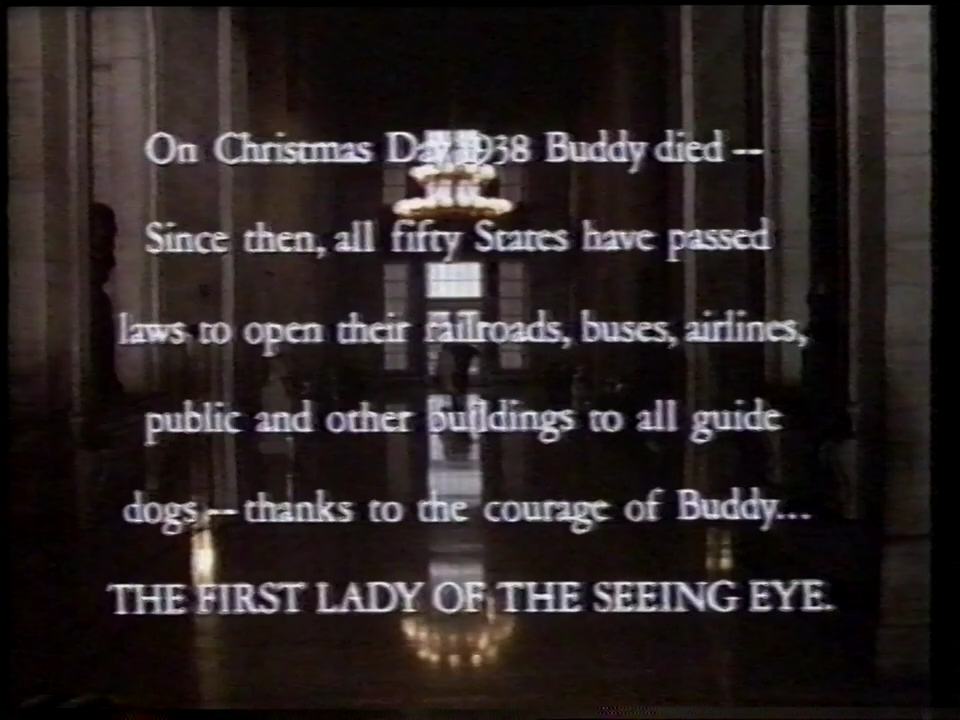 On Christmas Day 1938 Buddy died --
Since then, all fifty States have passed
laws to open their railroads, buses, airlines,
public and other buildings to all guide
dogs -- thanks to the courage of Buddy...
THE FIRST LADY OF THE SEEING EYE.